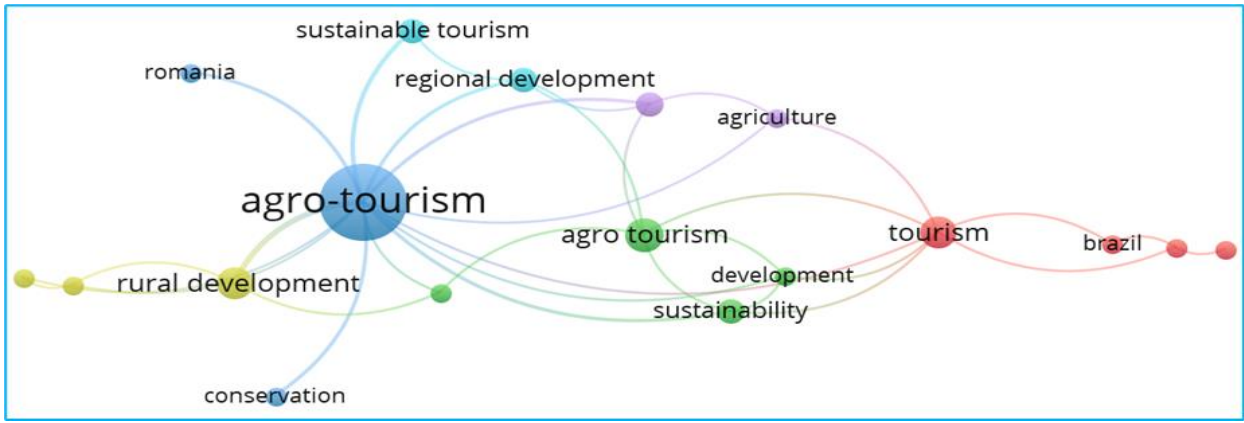 sustainable tourism
romania
regional development
agriculture
agro-tourism
agro tourism
tourism
brazil
development
rural development
sustainability
conservation